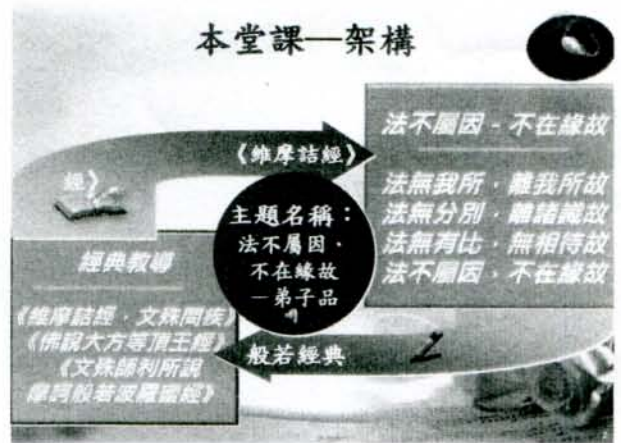 本堂課—架構
《維摩詰經》
經》
主題名稱：
法不屬因．
不在緣故
—弟子品
般若經典
法不屬因－不在緣故
法無我所．離我所故
法無分別．離諸識故
法無有比．無相待故
法不屬因．不在緣故
經典教導
《維摩詰經．文殊問疾》
《佛說大方等頂王經》
《文殊師利所說
摩訶般若波羅蜜經》